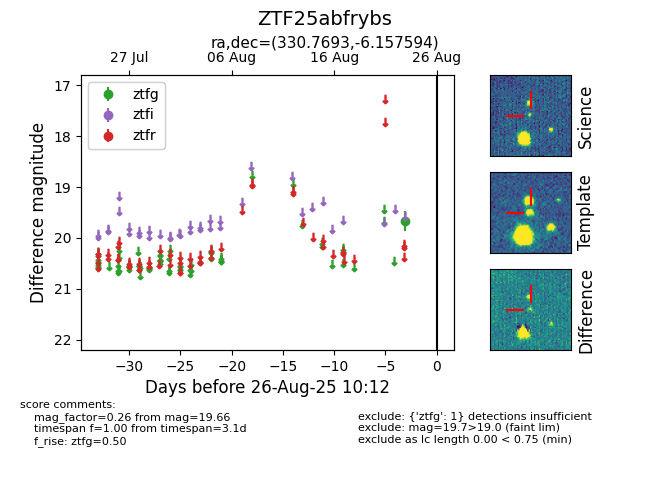 ZTF25abfrybs
ra,dec=(330.7693,-6.157594)
27 Jul 06 Aug 16 Aug 26 Aug
ztfg
ztfi
ztfr
17
18
19
20
21
22
Difference magnitude
−30 −25 −20 −15 −10 −5 0
Days before 26-Aug-25 10:12
Science
Template
Difference
score comments:
mag_factor=0.26 from mag=19.66
timespan f=1.00 from timespan=3.1d
f_rise: ztfg=0.50
exclude: {'ztfg': 1} detections insufficient
exclude: mag=19.7>19.0 (faint lim)
exclude as lc length 0.00 < 0.75 (min)